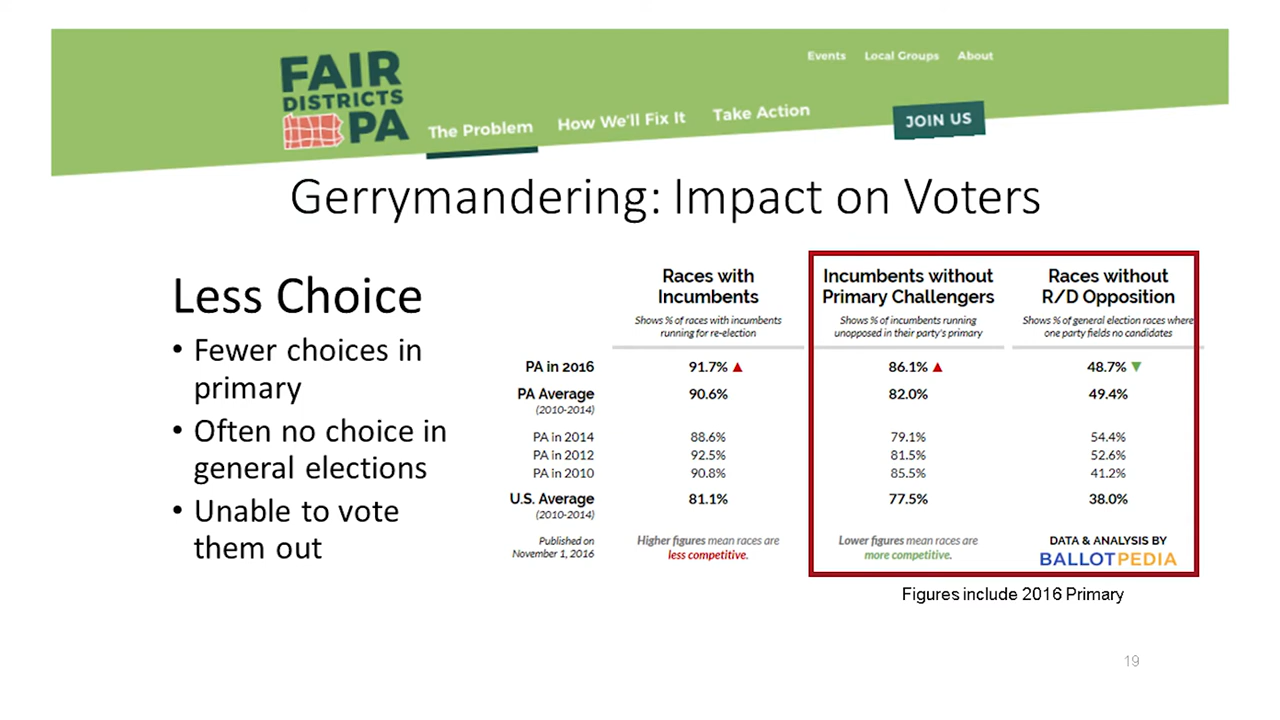 Events Local Groups About
FAIR
DISTRICTS
PA
The Problem How We'll Fix It Take Action JOIN US
Gerrymandering: Impact on Voters
Less Choice
• Fewer choices in
primary
• Often no choice in
general elections
• Unable to vote
them out
Races with Incumbents without Races without
Incumbents Primary Challengers R/D Opposition
Shows % of races with incumbents Shows % of incumbents running Shows % of general election races where
running for re-election unopposed in their party's primary one party fields no candidates
PA in 2016 91.7% ▲ 86.1% ▲ 48.7% ▼
PA Average 90.6% 82.0% 49.4%
(2010-2014)
PA in 2014 88.6% 79.1% 54.4%
PA in 2012 92.5% 81.5% 52.6%
PA in 2010 90.8% 85.5% 41.2%
U.S. Average 81.1% 77.5% 38.0%
(2010-2014)
Published on Higher figures mean races are Lower figures mean races are DATA & ANALYSIS BY
November 1, 2016 less competitive. more competitive. BALLOTPEDIA
Figures include 2016 Primary
19